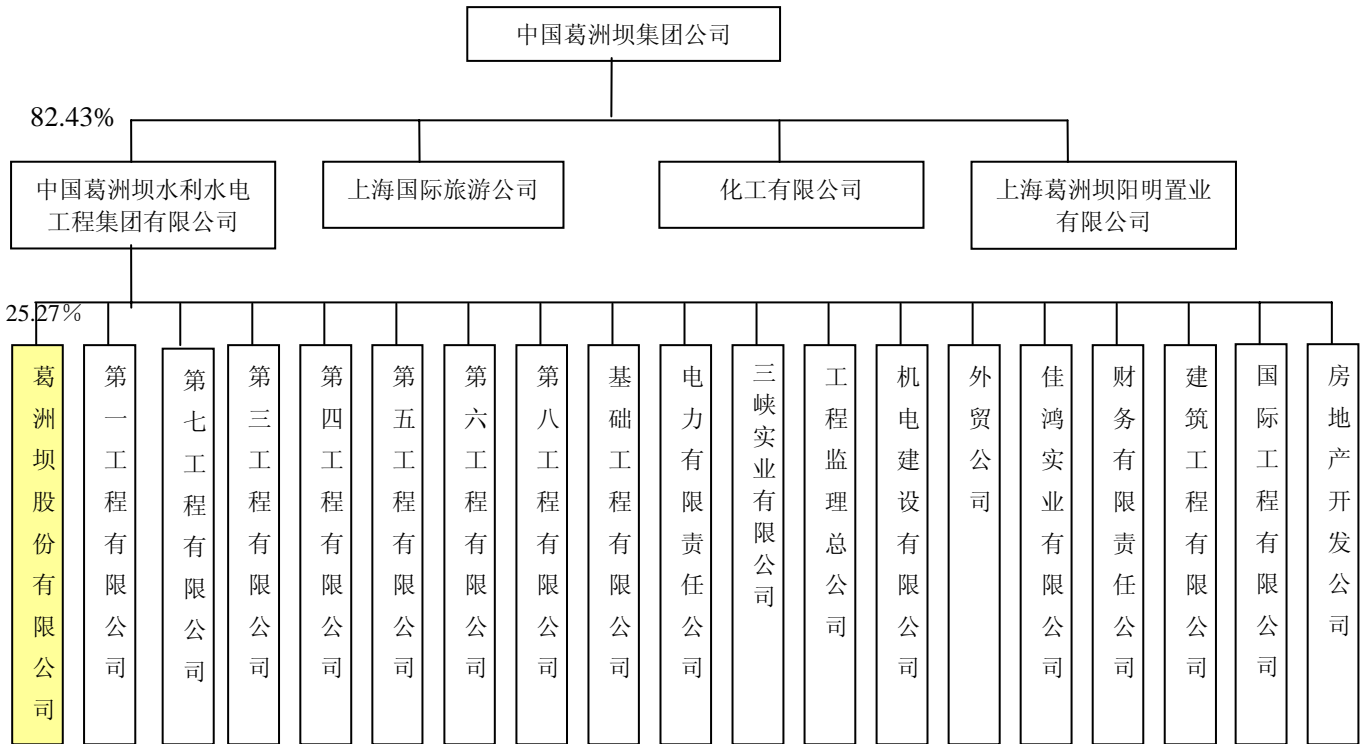 中国葛洲坝集团公司
82.43%
中国葛洲坝水利水电
工程集团有限公司
上海国际旅游公司
化工有限公司
上海葛洲坝阳明置业
有限公司
25.27％
葛洲坝股份有限公司
第一工程有限公司
第七工程有限公司
第三工程有限公司
第四工程有限公司
第五工程有限公司
第六工程有限公司
第八工程有限公司
基础工程有限公司
电力有限责任公司
三峡实业有限公司
工程监理总公司
机电建设有限公司
外贸公司
佳鸿实业有限公司
财务有限责任公司
建筑工程有限公司
国际工程有限公司
房地产开发公司